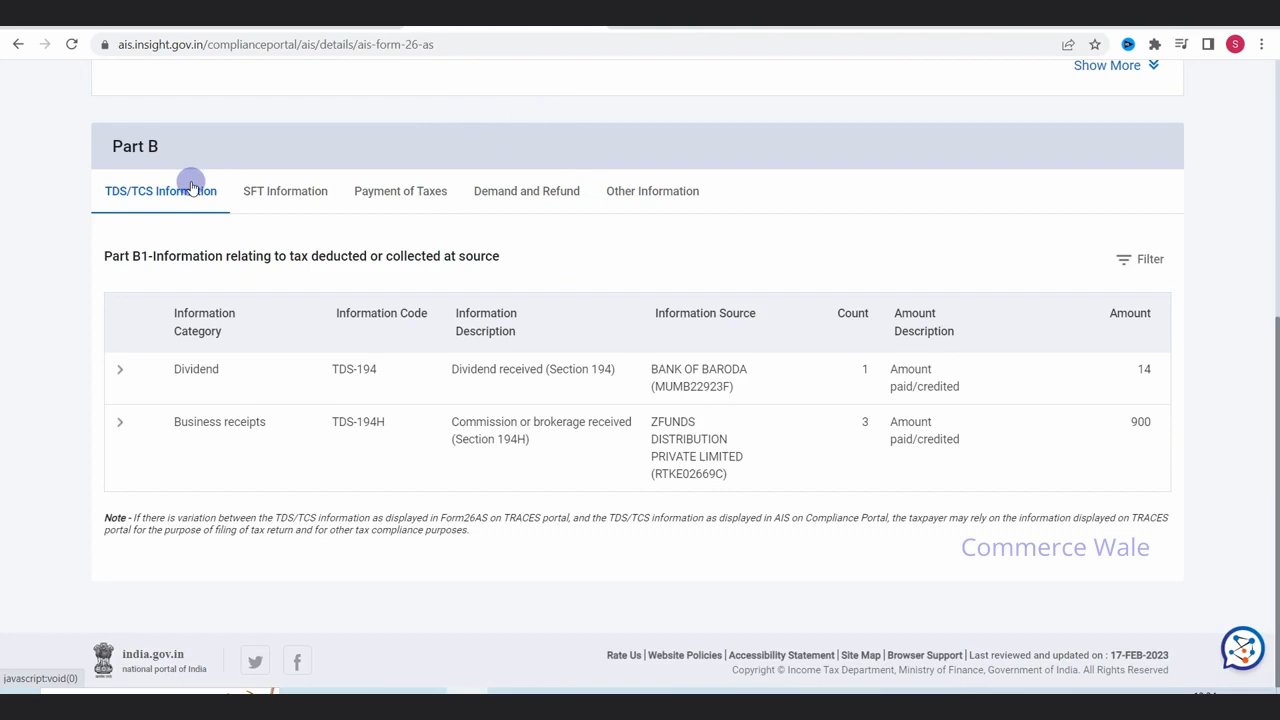 ais.insight.gov.in/complianceportal/ais/details/ais-form-26-as
S
Show More
Part B
TDS/TCS Information
SFT Information
Payment of Taxes
Demand and Refund
Other Information
Part B1-Information relating to tax deducted or collected at source
Filter
Information Category
Information Code
Information Description
Information Source
Count
Amount Description
Amount
Dividend
TDS-194
Dividend received (Section 194)
BANK OF BARODA
(MUMB22923F)
1
Amount
paid/credited
14
Business receipts
TDS-194H
Commission or brokerage received
(Section 194H)
ZFUNDS
DISTRIBUTION
PRIVATE LIMITED
(RTKE02669C)
3
Amount
paid/credited
900
Note - If there is variation between the TDS/TCS information as displayed in Form26AS on TRACES portal, and the TDS/TCS information as displayed in AIS on Compliance Portal, the taxpayer may rely on the information displayed on TRACES
portal for the purpose of filing of tax return and for other tax compliance purposes.
Commerce Wale
india.gov.in
national portal of India
Rate Us | Website Policies | Accessibility Statement | Site Map | Browser Support | Last reviewed and updated on : 17-FEB-2023
Copyright © Income Tax Department, Ministry of Finance, Government of India. All Rights Reserved
javascript:void(0)